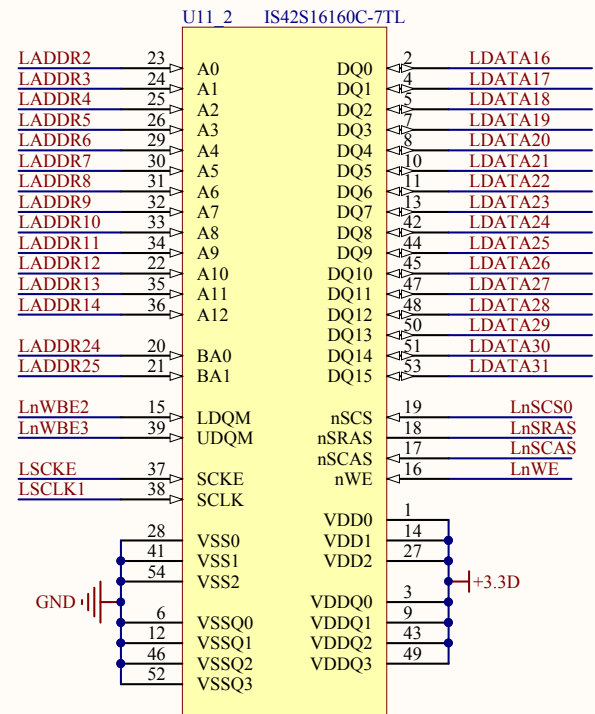 U11_2 IS42S16160C-7TL
LADDR2 23 A0 DQ0 2 LDATA16
LADDR3 24 A1 DQ1 4 LDATA17
LADDR4 25 A2 DQ2 5 LDATA18
LADDR5 26 A3 DQ3 7 LDATA19
LADDR6 29 A4 DQ4 8 LDATA20
LADDR7 30 A5 DQ5 10 LDATA21
LADDR8 31 A6 DQ6 11 LDATA22
LADDR9 32 A7 DQ7 13 LDATA23
LADDR10 33 A8 DQ8 42 LDATA24
LADDR11 34 A9 DQ9 44 LDATA25
LADDR12 22 A10 DQ10 45 LDATA26
LADDR13 35 A11 DQ11 47 LDATA27
LADDR14 36 A12 DQ12 48 LDATA28
DQ13 50 LDATA29
LADDR24 20 BA0 DQ14 51 LDATA30
LADDR25 21 BA1 DQ15 53 LDATA31
LnWBE2 15 LDQM nSCS 19 LnSCS0
LnWBE3 39 UDQM nSRAS 18 LnSRAS
nSCAS 17 LnSCAS
LSCKE 37 SCKE nWE 16 LnWE
LSCLK1 38 SCLK
VDD0 1
28 VSS0 VDD1 14
41 VSS1 VDD2 27
54 VSS2 +3.3D
GND VDDQ0 3
6 VSSQ0 VDDQ1 9
12 VSSQ1 VDDQ2 43
46 VSSQ2 VDDQ3 49
52 VSSQ3